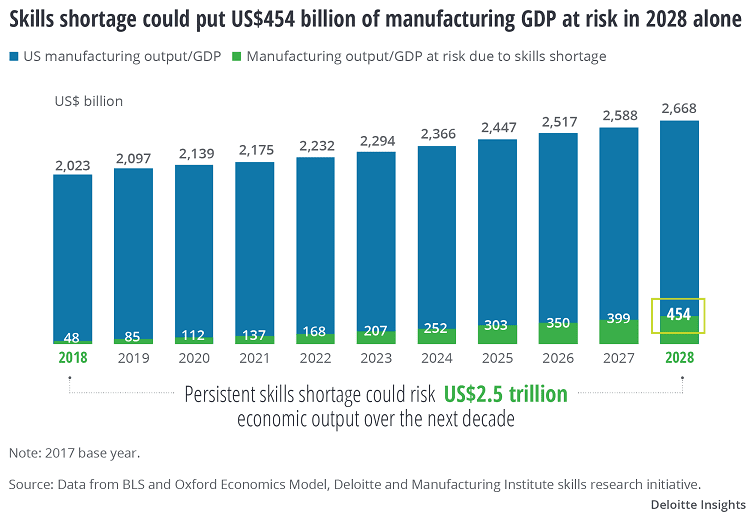 Skills shortage could put US$454 billion of manufacturing GDP at risk in 2028 alone
US manufacturing output/GDP Manufacturing output/GDP at risk due to skills shortage
US$ billion
2,023 2,097 2,139 2,175 2,232 2,294 2,366 2,447 2,517 2,588 2,668
48 85 112 137 168 207 252 303 350 399 454
2018 2019 2020 2021 2022 2023 2024 2025 2026 2027 2028
Persistent skills shortage could risk US$2.5 trillion
economic output over the next decade
Note: 2017 base year.
Source: Data from BLS and Oxford Economics Model, Deloitte and Manufacturing Institute skills research initiative.
Deloitte Insights